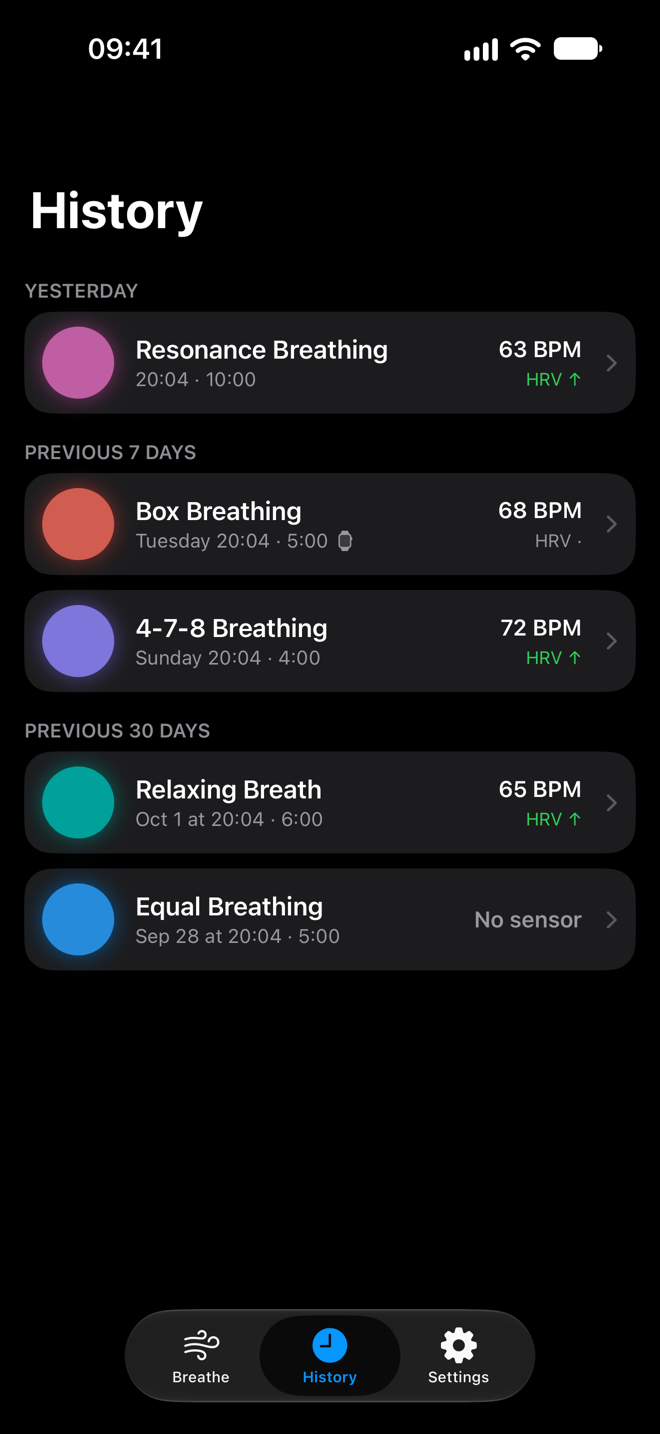 09:41
History
YESTERDAY
Resonance Breathing
63 BPM
20:04 · 10:00
HRV ↑
PREVIOUS 7 DAYS
Box Breathing
68 BPM
Tuesday 20:04 · 5:00
HRV ·
4-7-8 Breathing
72 BPM
Sunday 20:04 · 4:00
HRV ↑
PREVIOUS 30 DAYS
Relaxing Breath
65 BPM
Oct 1 at 20:04 · 6:00
HRV ↑
Equal Breathing
No sensor
Sep 28 at 20:04 · 5:00
Breathe
History
Settings